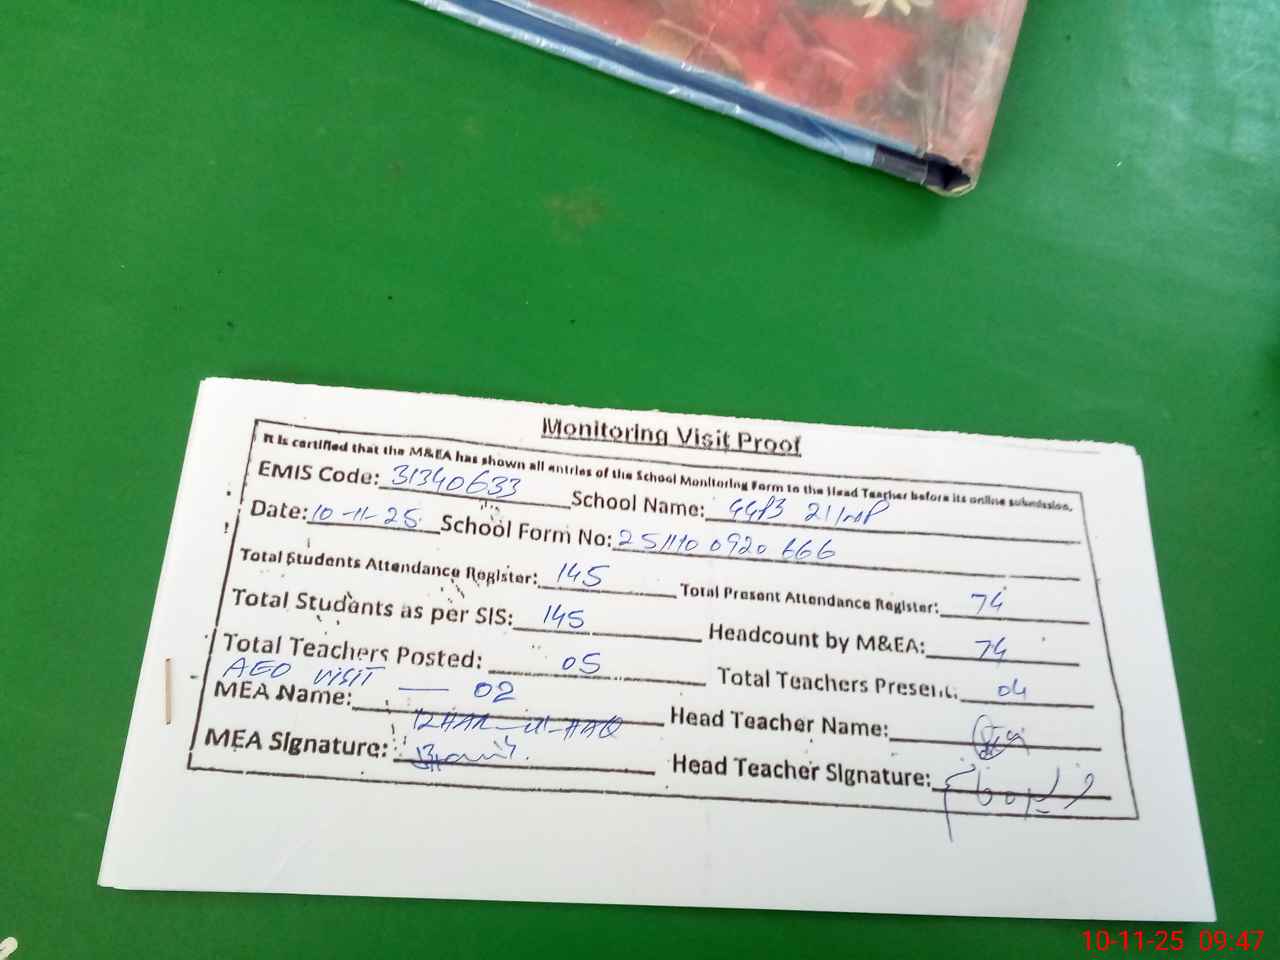 Monitoring Visit Proof
It is certified that the M&EA has shown all entries of the School Monitoring Form to the Head Teacher before its online submission.
EMIS Code: 31340633 School Name:
Date: 10-11-25 School Form No: 251110 0920 666
Total Students Attendance Register: 145 Total Present Attendance Register: 74
Total Students as per SIS: 145 Headcount by M&EA: 74
Total Teachers Posted: 05 Total Teachers Present: 04
AEO VISIT — 02
MEA Name: IZHAR-ul-HAQ Head Teacher Name:
MEA Signature: Head Teacher Signature:
10-11-25 09:47